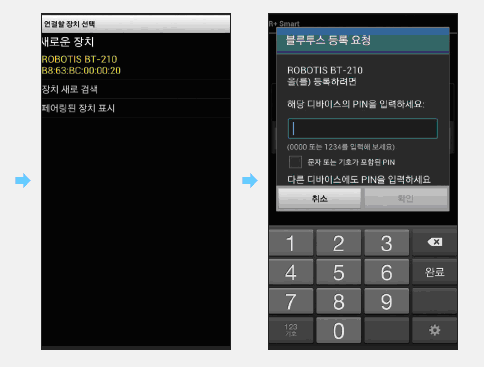 연결할 장치 선택
새로운 장치
ROBOTIS BT-210
B8:63:BC:00:00:20
장치 새로 검색
페어링된 장치 표시
R+ Smart
블루투스 등록 요청
ROBOTIS BT-210
을(를) 등록하려면
해당 디바이스의 PIN을 입력하세요:
(0000 또는 1234를 입력해 보세요)
문자 또는 기호가 포함된 PIN
다른 디바이스에도 PIN을 입력하세요
취소 확인
1 2 3
4 5 6 완료
7 8 9
123 0
기호